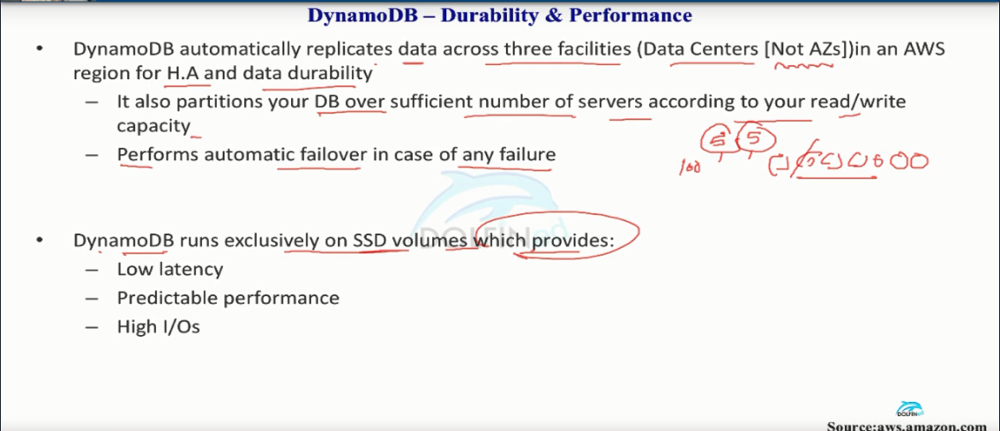 DynamoDB – Durability & Performance
• DynamoDB automatically replicates data across three facilities (Data Centers [Not AZs])in an AWS
region for H.A and data durability
– It also partitions your DB over sufficient number of servers according to your read/write
capacity
– Performs automatic failover in case of any failure
5 5
100
• DynamoDB runs exclusively on SSD volumes which provides:
– Low latency
– Predictable performance
– High I/Os
DOLFINed
Source:aws.amazon.com